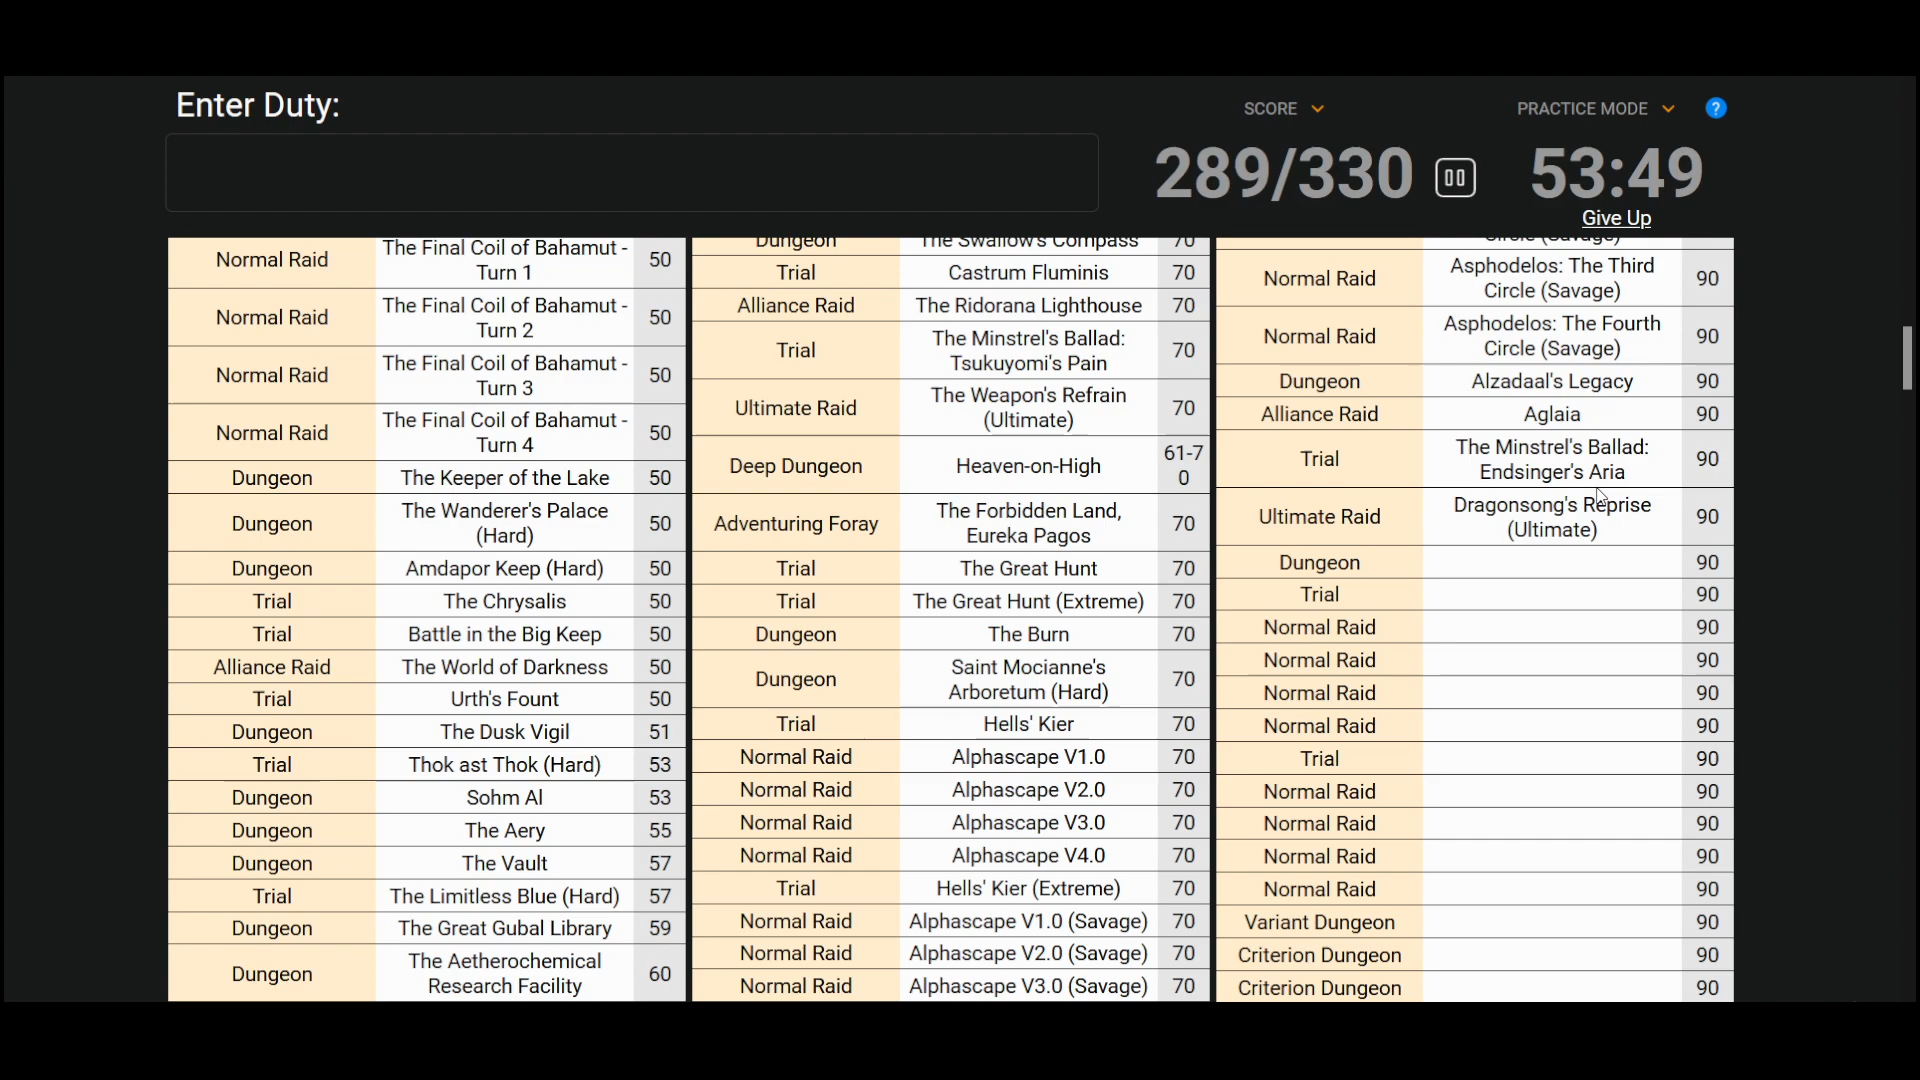 Enter Duty:
SCORE
PRACTICE MODE
?
289/330
53:49
Give Up
Normal Raid
The Final Coil of Bahamut -
Turn 1
50
Normal Raid
The Final Coil of Bahamut -
Turn 2
50
Normal Raid
The Final Coil of Bahamut -
Turn 3
50
Normal Raid
The Final Coil of Bahamut -
Turn 4
50
Dungeon
The Keeper of the Lake
50
Dungeon
The Wanderer's Palace
(Hard)
50
Dungeon
Amdapor Keep (Hard)
50
Trial
The Chrysalis
50
Trial
Battle in the Big Keep
50
Alliance Raid
The World of Darkness
50
Trial
Urth's Fount
50
Dungeon
The Dusk Vigil
51
Trial
Thok ast Thok (Hard)
53
Dungeon
Sohm Al
53
Dungeon
The Aery
55
Dungeon
The Vault
57
Trial
The Limitless Blue (Hard)
57
Dungeon
The Great Gubal Library
59
Dungeon
The Aetherochemical
Research Facility
60
Dungeon
The Swallow's Compass
70
Trial
Castrum Fluminis
70
Alliance Raid
The Ridorana Lighthouse
70
Trial
The Minstrel's Ballad:
Tsukuyomi's Pain
70
Ultimate Raid
The Weapon's Refrain
(Ultimate)
70
Deep Dungeon
Heaven-on-High
61-7
0
Adventuring Foray
The Forbidden Land,
Eureka Pagos
70
Trial
The Great Hunt
70
Trial
The Great Hunt (Extreme)
70
Dungeon
The Burn
70
Dungeon
Saint Mocianne's
Arboretum (Hard)
70
Trial
Hells' Kier
70
Normal Raid
Alphascape V1.0
70
Normal Raid
Alphascape V2.0
70
Normal Raid
Alphascape V3.0
70
Normal Raid
Alphascape V4.0
70
Trial
Hells' Kier (Extreme)
70
Normal Raid
Alphascape V1.0 (Savage)
70
Normal Raid
Alphascape V2.0 (Savage)
70
Normal Raid
Alphascape V3.0 (Savage)
70
Circle (Savage)
Normal Raid
Asphodelos: The Third
Circle (Savage)
90
Normal Raid
Asphodelos: The Fourth
Circle (Savage)
90
Dungeon
Alzadaal's Legacy
90
Alliance Raid
Aglaia
90
Trial
The Minstrel's Ballad:
Endsinger's Aria
90
Ultimate Raid
Dragonsong's Reprise
(Ultimate)
90
Dungeon
90
Trial
90
Normal Raid
90
Normal Raid
90
Normal Raid
90
Normal Raid
90
Trial
90
Normal Raid
90
Normal Raid
90
Normal Raid
90
Normal Raid
90
Variant Dungeon
90
Criterion Dungeon
90
Criterion Dungeon
90